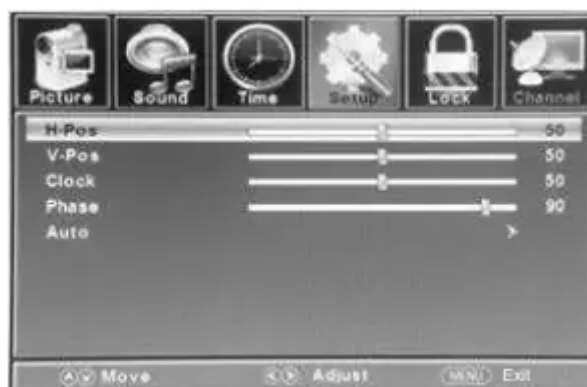 Picture Sound Time Setup Lock Channel
H-Pos 50
V-Pos 50
Clock 50
Phase 90
Auto
Move Adjust MENU Exit